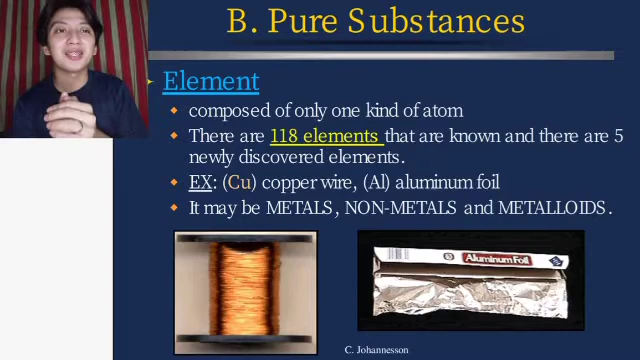 B. Pure Substances
Element
composed of only one kind of atom
There are 118 elements that are known and there are 5
newly discovered elements.
EX: (Cu) copper wire, (Al) aluminum foil
It may be METALS, NON-METALS and METALLOIDS.
Aluminum Foil
C. Johannesson